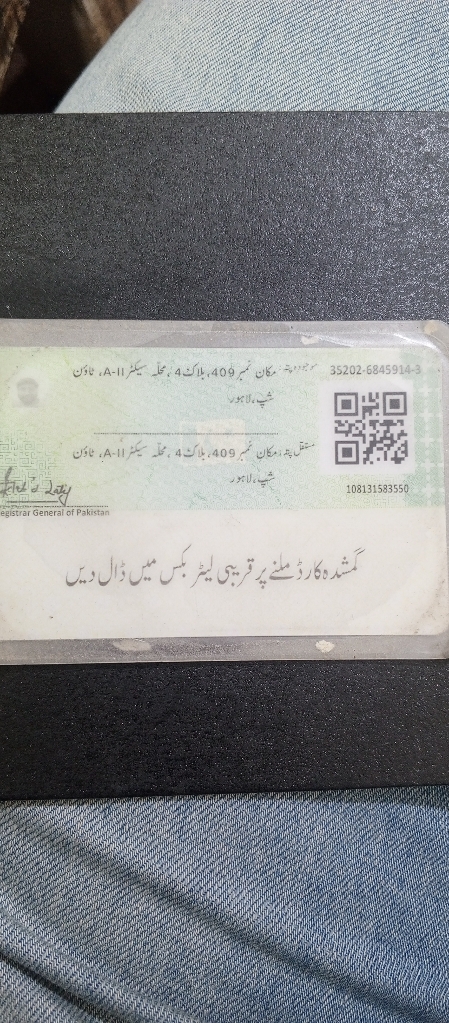 35202-6845914-3
موجودہ پتہ: مکان نمبر 409، بلاک 4، محلہ سیکٹر A-II، ٹاؤن
شپ، لاہور
مستقل پتہ: مکان نمبر 409، بلاک 4، محلہ سیکٹر A-II، ٹاؤن
شپ، لاہور
108131583550
egistrar General of Pakistan
گمشدہ کارڈ ملنے پر قریبی لیٹر بکس میں ڈال دیں